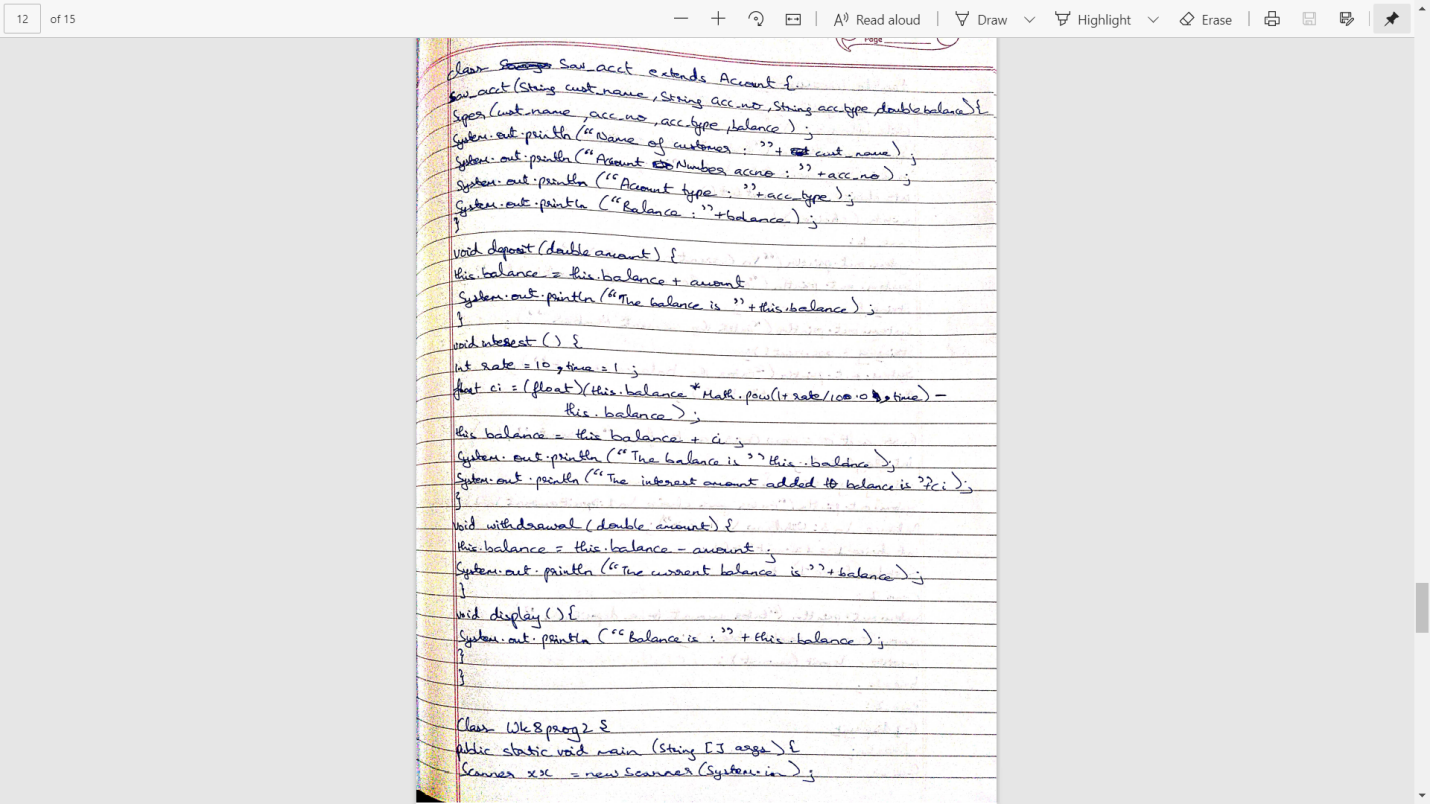 12 of 15 Read aloud Draw Highlight Erase
Page
class Sav_acct extends Account {
Sav_acct (String cust_name, String acc_no, String acc_type, double balance) {
Super (cust_name, acc_no, acc_type, balance) ;
System.out.println ("Name of customer : "+ cust_name) ;
System.out.println ("Account Number accno : " +acc_no) ;
System.out.println ("Account type : "+acc_type) ;
System.out.println ("Balance : "+balance) ;
}
void deposit (double amount) {
this.balance = this.balance + amount
System.out.println ("The balance is " +this.balance) ;
}
void interest () {
int rate = 10, time = 1 ;
float ci = (float) (this.balance * Math.pow(1+rate/100.0, time) -
this.balance) ;
this balance = this balance + ci ;
System.out.println ("The balance is " this.balance) ;
System.out.println ("The interest amount added to balance is "+ci) ;
}
void withdrawal (double amount) {
this.balance = this.balance - amount ;
System.out.println ("The current balance is "+balance) ;
}
void display () {
System.out.println ("Balance is : " + this.balance) ;
}
}
Class Wk8prog2 {
public static void main (String [] args) {
Scanner xx = new Scanner (System.in) ;